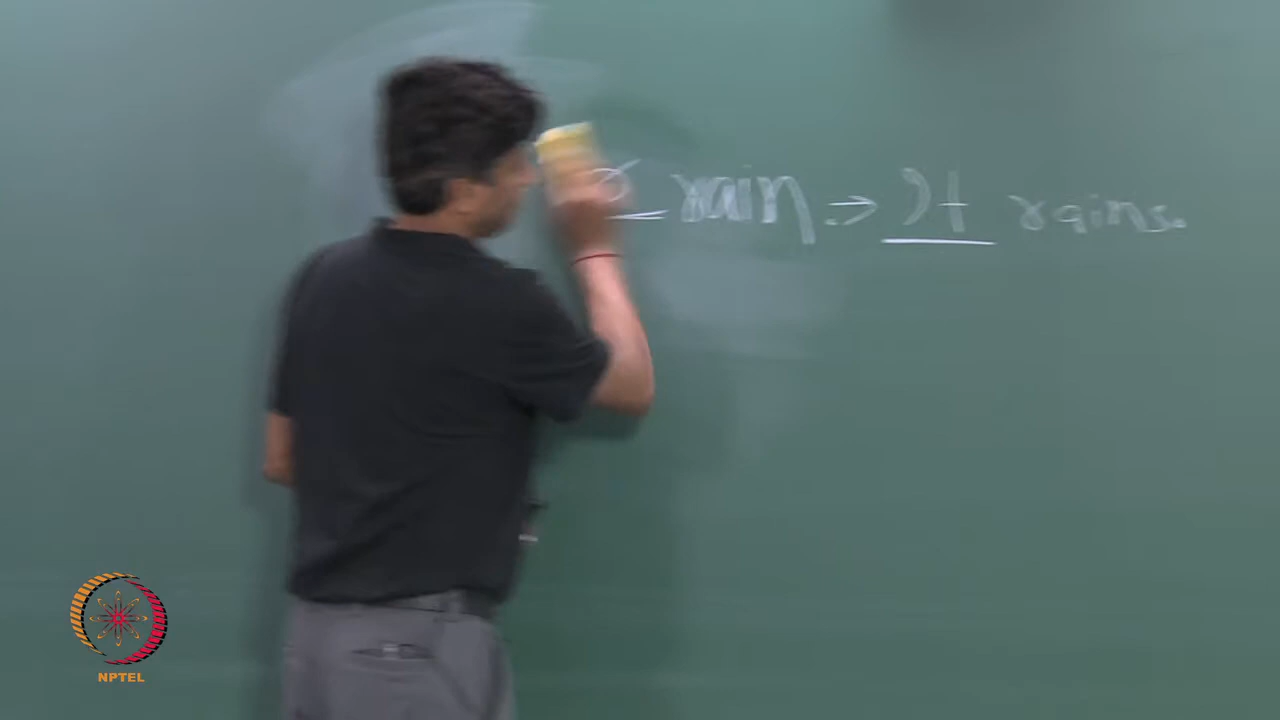 ∅ rain → It rains.
NPTEL